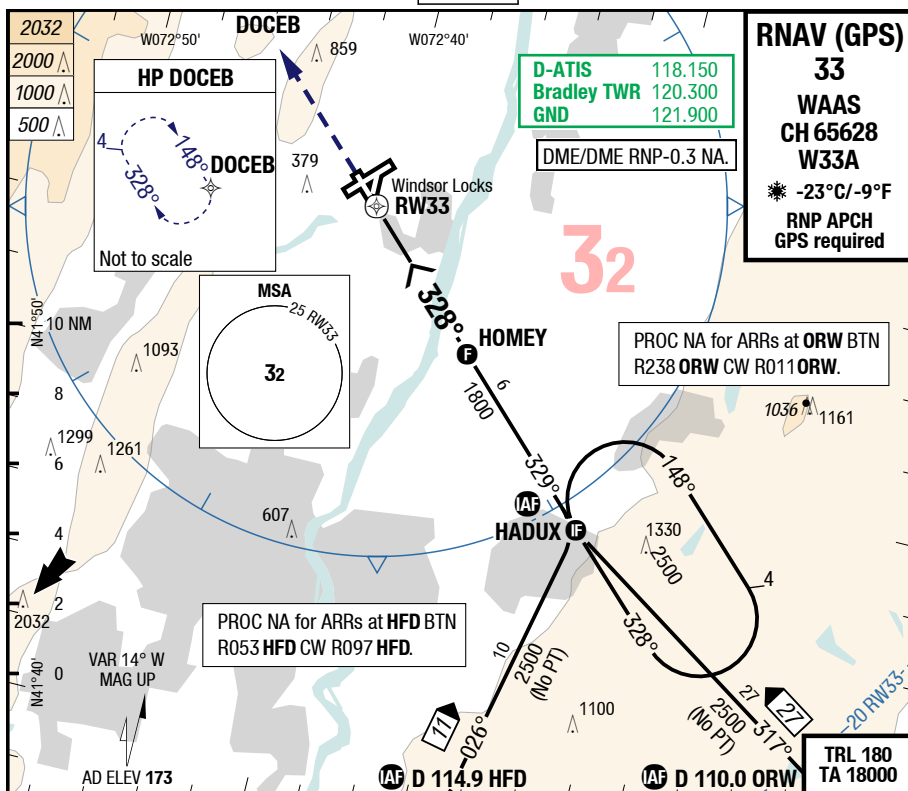 2032
2000
1000
500
W072°50'
DOCEB
859
W072°40'
HP DOCEB
4
148°
328°
DOCEB
Not to scale
379
D-ATIS 118.150
Bradley TWR 120.300
GND 121.900
DME/DME RNP-0.3 NA.
RNAV (GPS)
33
WAAS
CH 65628
W33A
-23°C/-9°F
RNP APCH
GPS required
Windsor Locks
RW33
32
MSA
25 RW33
32
N41°50'
10 NM
8
6
4
2
0
N41°40'
1093
1299
1261
607
2032
328°
F HOMEY
6
1800
329°
PROC NA for ARRs at ORW BTN
R238 ORW CW R011 ORW.
1036
1161
IAF
HADUX IF
148°
1330
2500
4
328°
PROC NA for ARRs at HFD BTN
R053 HFD CW R097 HFD.
VAR 14° W
MAG UP
AD ELEV 173
10
2500
(No PT)
11
026°
1100
27
2500
(No PT)
27
317°
20 RW33
IAF D 114.9 HFD
IAF D 110.0 ORW
TRL 180
TA 18000